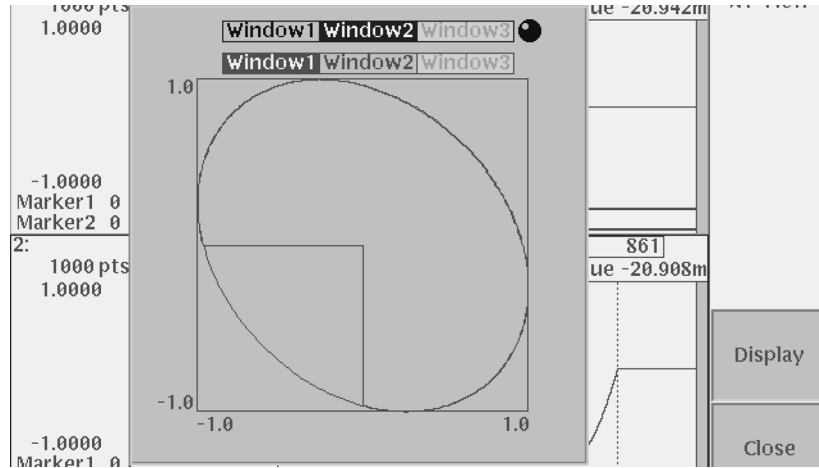 1000 pts
ue -20.942m
1.0000
Window1 Window2 Window3
Window1 Window2 Window3
1.0
-1.0000
Marker1 0
Marker2 0
2:
861
1000 pts
ue -20.908m
1.0000
Display
-1.0
-1.0
1.0
-1.0000
Close
Marker1 0